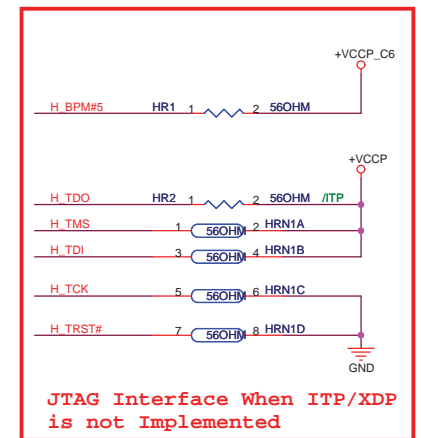 +VCCP_C6
H_BPM#5 HR1 1 2 56OHM
+VCCP
H_TDO HR2 1 2 56OHM /ITP
H_TMS 1 56OHM 2 HRN1A
H_TDI 3 56OHM 4 HRN1B
H_TCK 5 56OHM 6 HRN1C
H_TRST# 7 56OHM 8 HRN1D
GND
JTAG Interface When ITP/XDP
is not Implemented